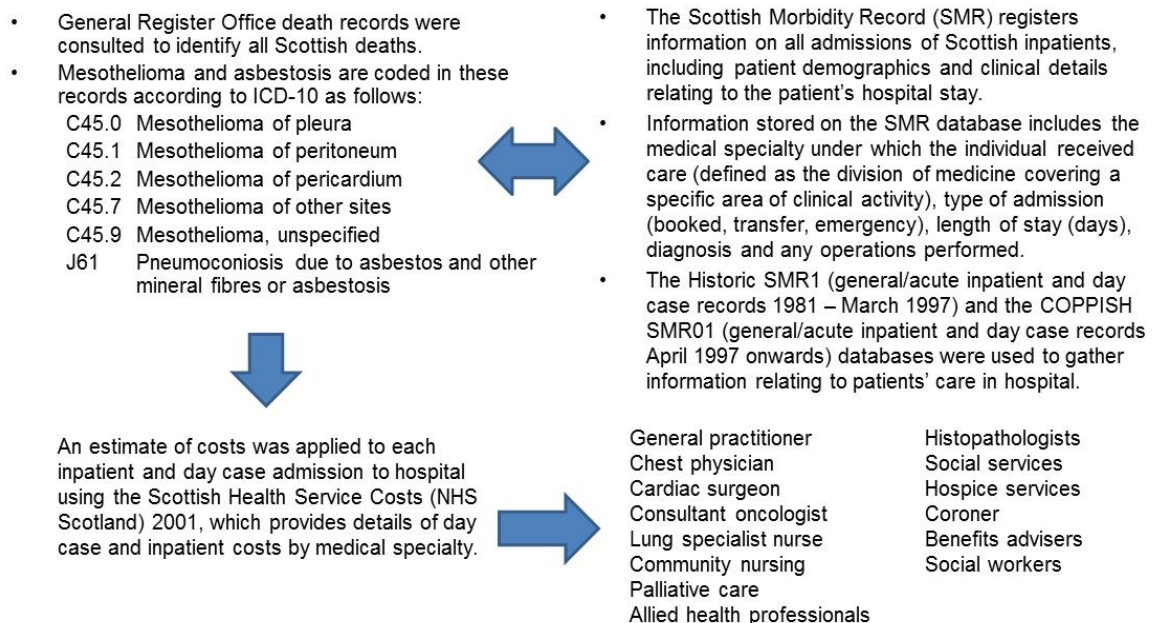 • General Register Office death records were
consulted to identify all Scottish deaths.
• Mesothelioma and asbestosis are coded in these
records according to ICD-10 as follows:
C45.0 Mesothelioma of pleura
C45.1 Mesothelioma of peritoneum
C45.2 Mesothelioma of pericardium
C45.7 Mesothelioma of other sites
C45.9 Mesothelioma, unspecified
J61 Pneumoconiosis due to asbestos and other
mineral fibres or asbestosis
• The Scottish Morbidity Record (SMR) registers
information on all admissions of Scottish inpatients,
including patient demographics and clinical details
relating to the patient's hospital stay.
• Information stored on the SMR database includes the
medical specialty under which the individual received
care (defined as the division of medicine covering a
specific area of clinical activity), type of admission
(booked, transfer, emergency), length of stay (days),
diagnosis and any operations performed.
• The Historic SMR1 (general/acute inpatient and day
case records 1981 – March 1997) and the COPPISH
SMR01 (general/acute inpatient and day case records
April 1997 onwards) databases were used to gather
information relating to patients' care in hospital.
An estimate of costs was applied to each
inpatient and day case admission to hospital
using the Scottish Health Service Costs (NHS
Scotland) 2001, which provides details of day
case and inpatient costs by medical specialty.
General practitioner
Chest physician
Cardiac surgeon
Consultant oncologist
Lung specialist nurse
Community nursing
Palliative care
Allied health professionals
Histopathologists
Social services
Hospice services
Coroner
Benefits advisers
Social workers